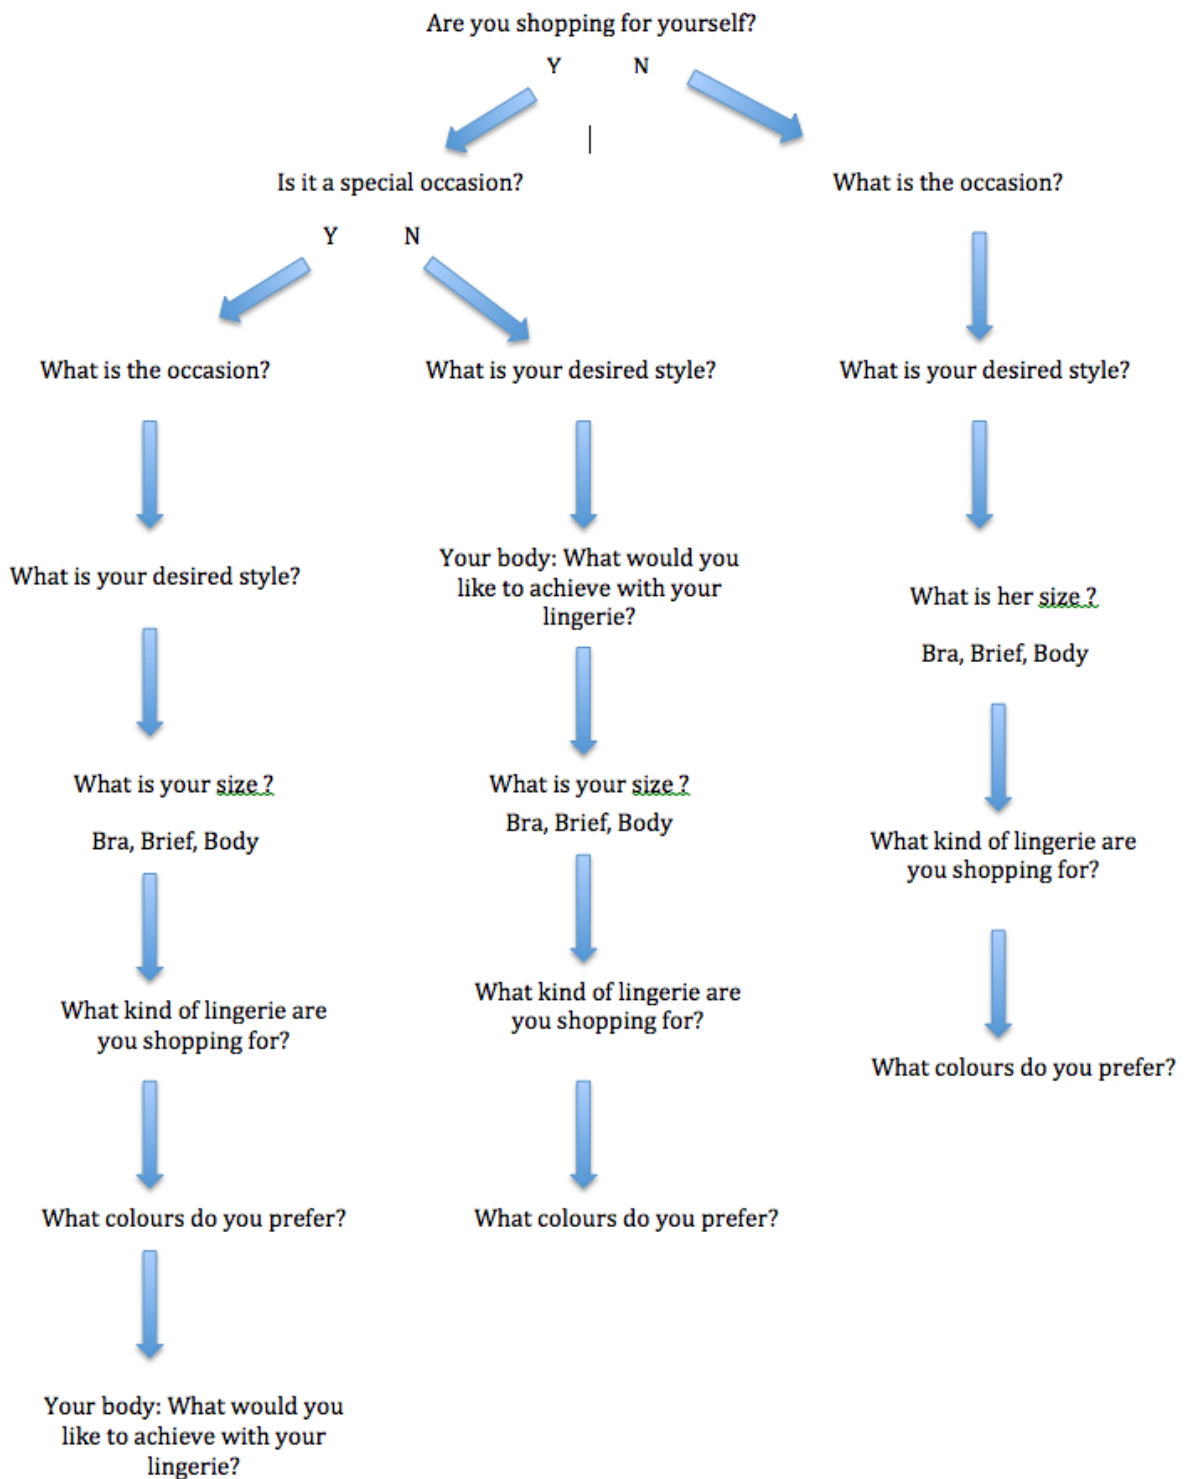 Are you shopping for yourself?
Y N
Is it a special occasion?
What is the occasion?
Y N
What is the occasion?
What is your desired style?
What is your desired style?
What is your desired style?
Your body: What would you
like to achieve with your
lingerie?
What is her size ?
Bra, Brief, Body
What is your size ?
Bra, Brief, Body
What is your size ?
Bra, Brief, Body
What kind of lingerie are
you shopping for?
What kind of lingerie are
you shopping for?
What kind of lingerie are
you shopping for?
What colours do you prefer?
What colours do you prefer?
What colours do you prefer?
Your body: What would you
like to achieve with your
lingerie?